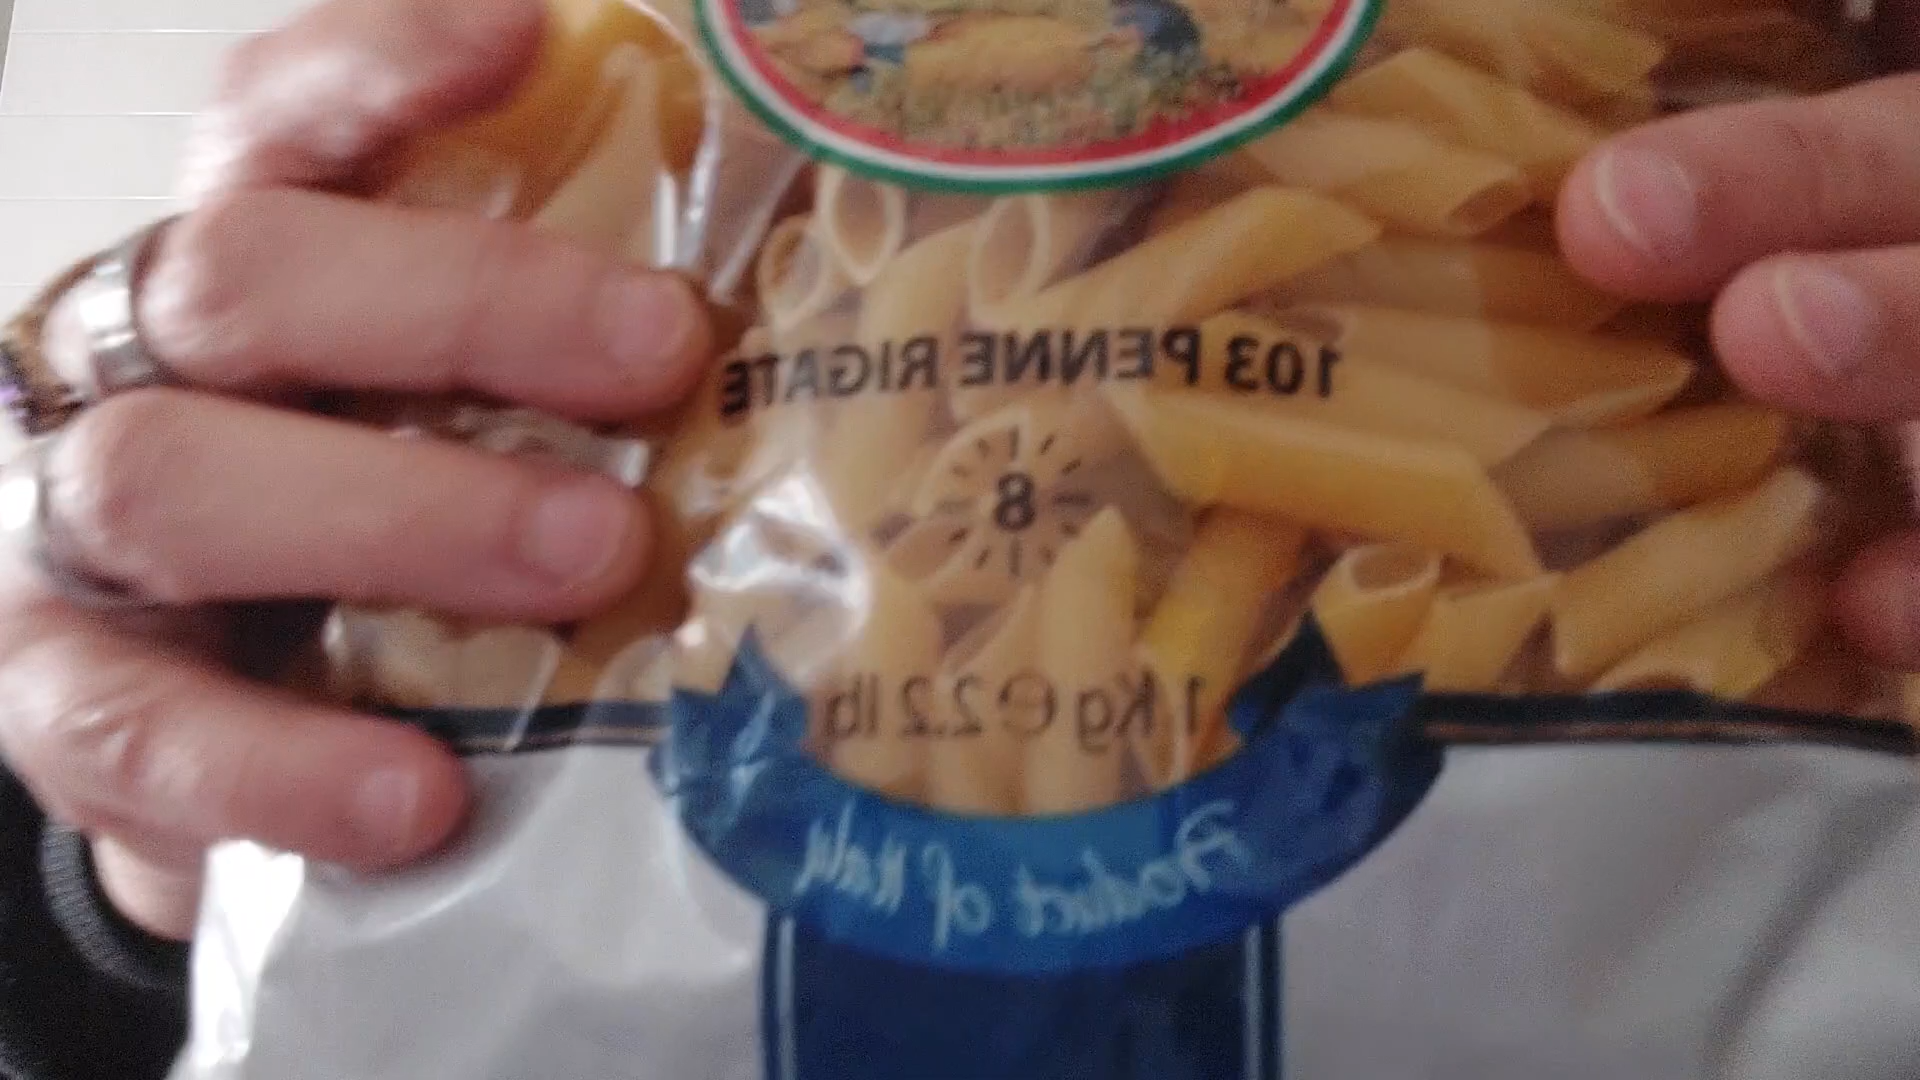 103 PENNE RIGATE
8
1 Kg ℮ 2.2 lb
Product of Italy